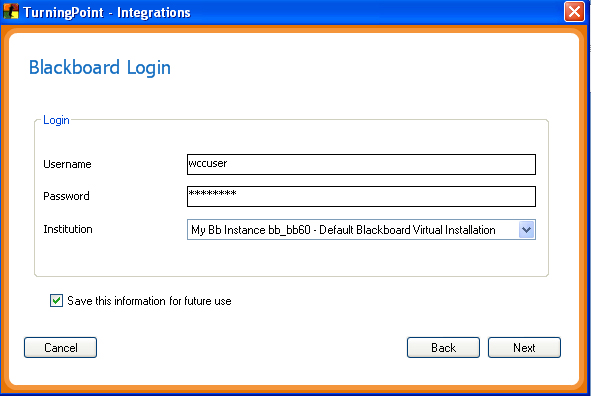 TurningPoint - Integrations
Blackboard Login
Login
Username wccuser
Password ********
Institution My Bb Instance bb_bb60 - Default Blackboard Virtual Installation
Save this information for future use
Cancel Back Next